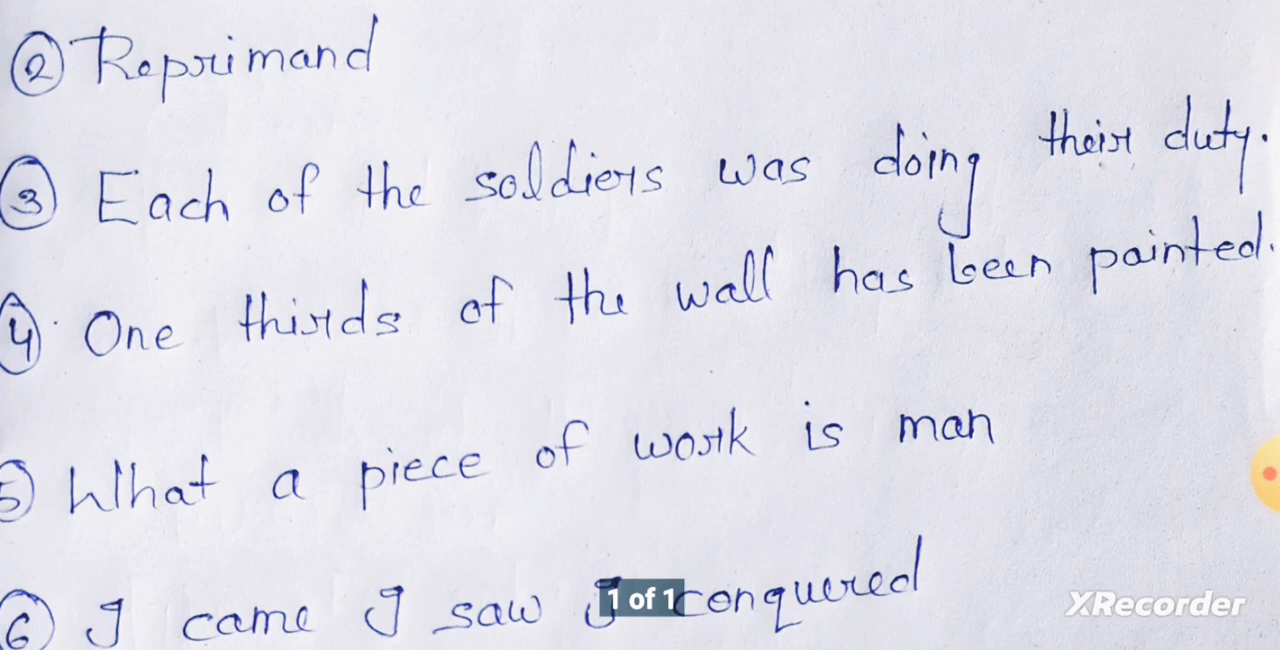 ② Reprimand
③ Each of the soldiers was doing their duty.
④. One thirds of the wall has been painted.
⑤ What a piece of work is man
⑥ I came I saw I conquered
1 of 1
XRecorder